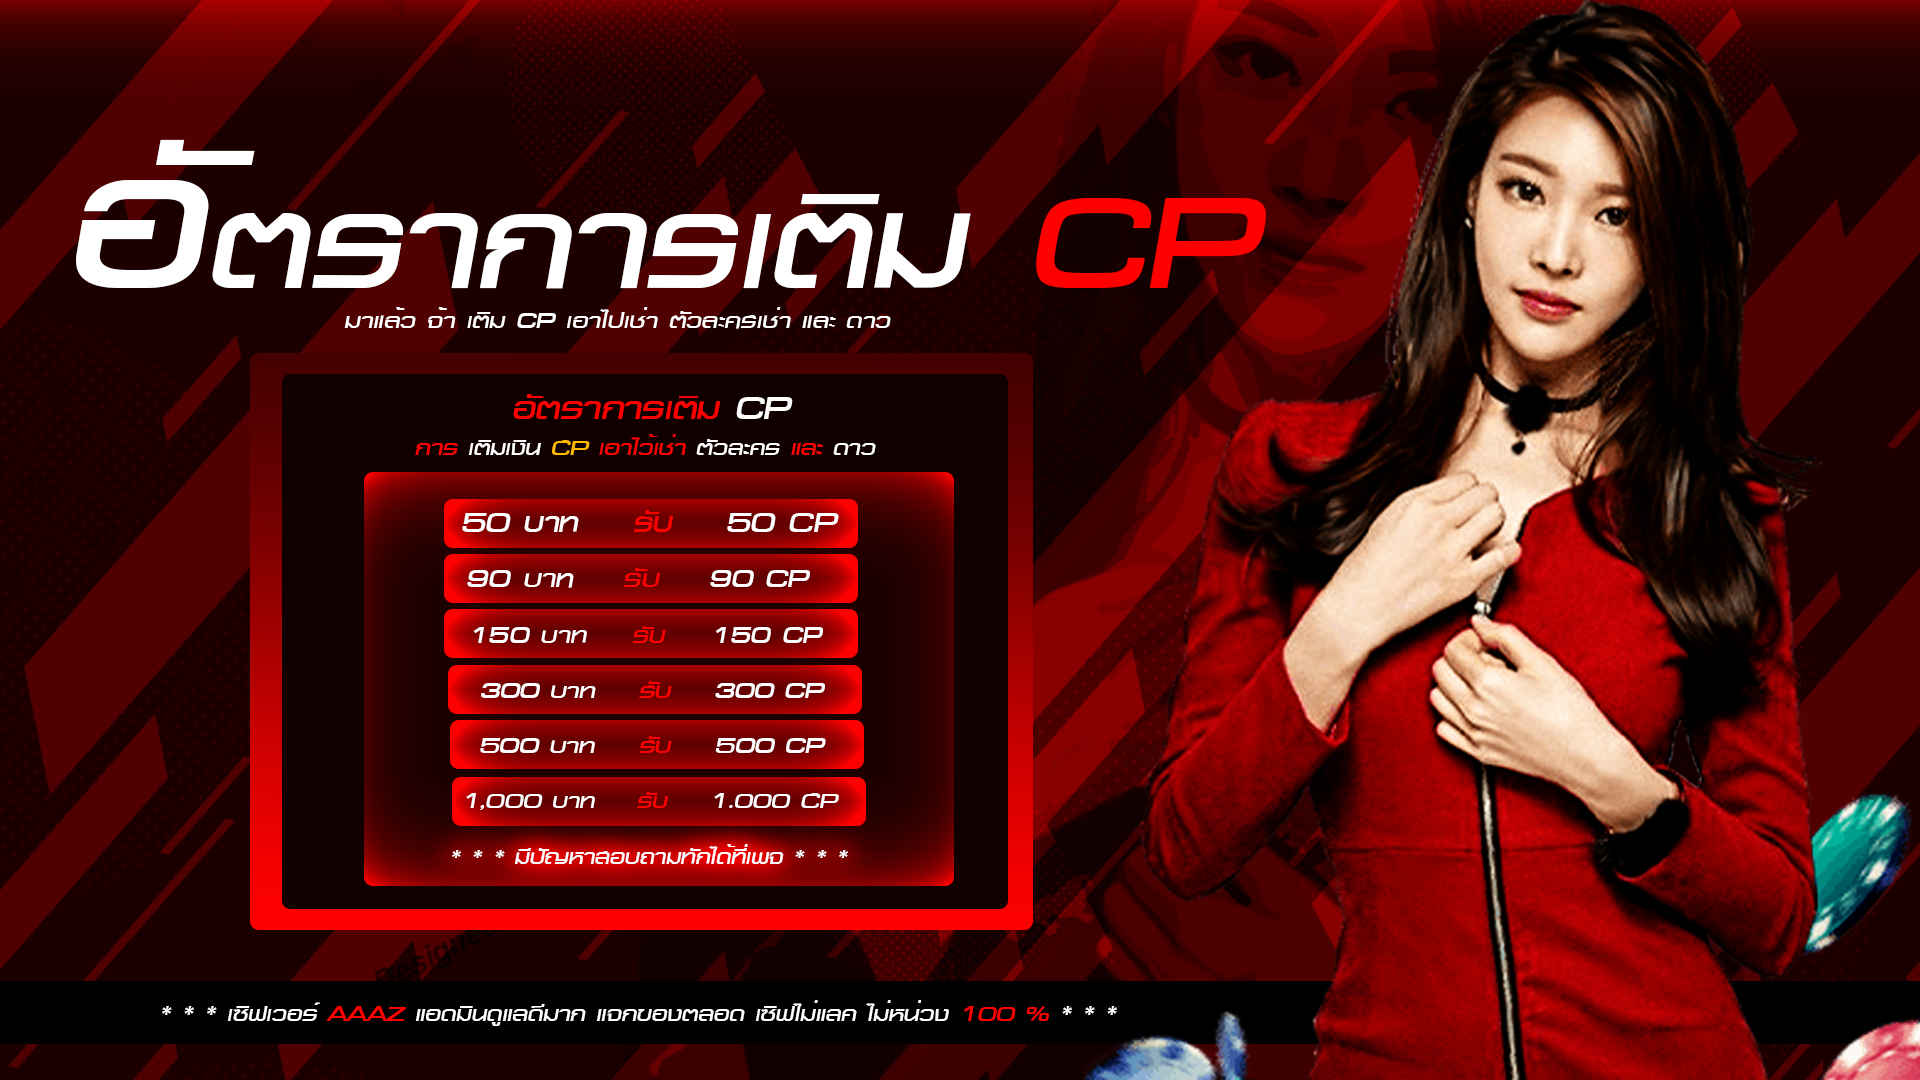 อัตราการเติม CP
มาแล้ว จ้า เติม CP เอาไปเช่า ตัวละครเช่า และ ดาว
อัตราการเติม CP
การ เติมเงิน CP เอาไว้เช่า ตัวละคร และ ดาว
50 บาท รับ 50 CP
90 บาท รับ 90 CP
150 บาท รับ 150 CP
300 บาท รับ 300 CP
500 บาท รับ 500 CP
1,000 บาท รับ 1.000 CP
* * * มีปัญหาสอบถามทักได้ที่เพจ * * *
* * * เซิฟเวอร์ AAAZ แอดมินดูแลดีมาก แจกของตลอด เซิฟไม่แลค ไม่หน่วง 100 % * * *